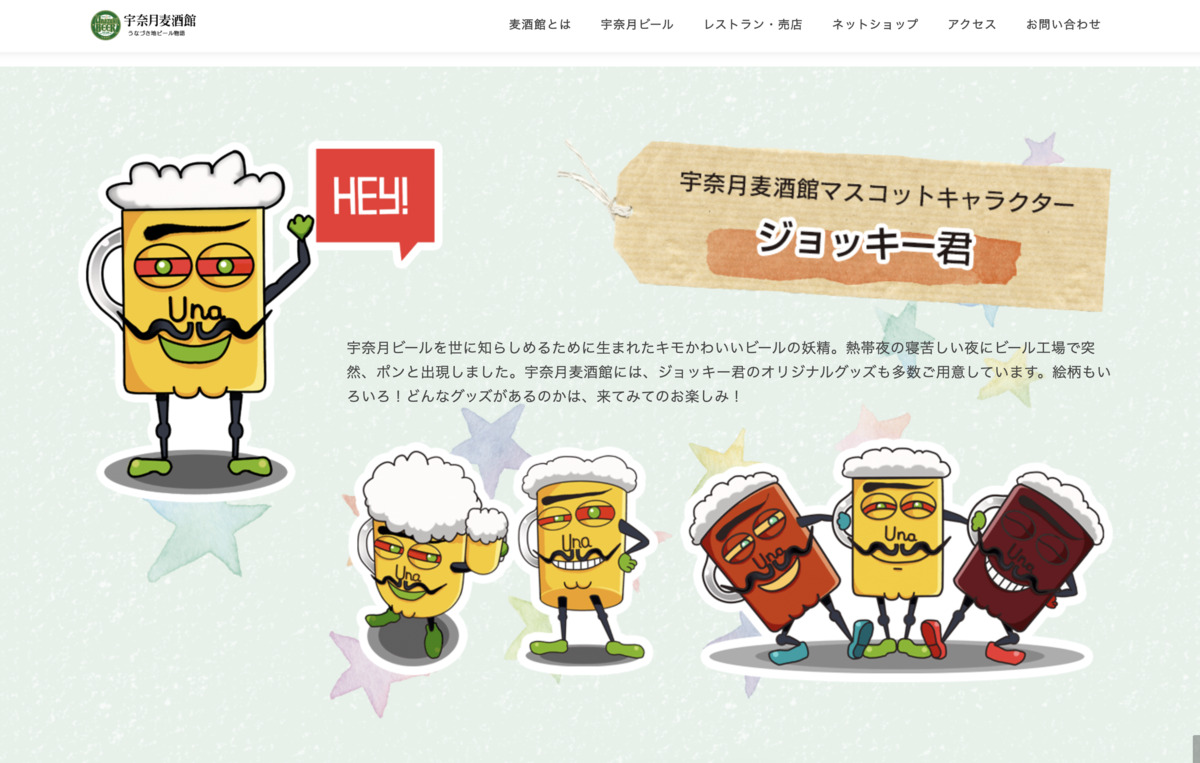 宇奈月麦酒館
うなづき地ビール物語
麦酒館とは
宇奈月ビール
レストラン・売店
ネットショップ
アクセス
お問い合わせ
HEY!
宇奈月麦酒館マスコットキャラクター
ジョッキー君
Una
宇奈月ビールを世に知らしめるために生まれたキモかわいいビールの妖精。熱帯夜の寝苦しい夜にビール工場で突
然、ポンと出現しました。宇奈月麦酒館には、ジョッキー君のオリジナルグッズも多数ご用意しています。絵柄もい
ろいろ！どんなグッズがあるのかは、来てみてのお楽しみ！
Una
Una
Una
Una
Una